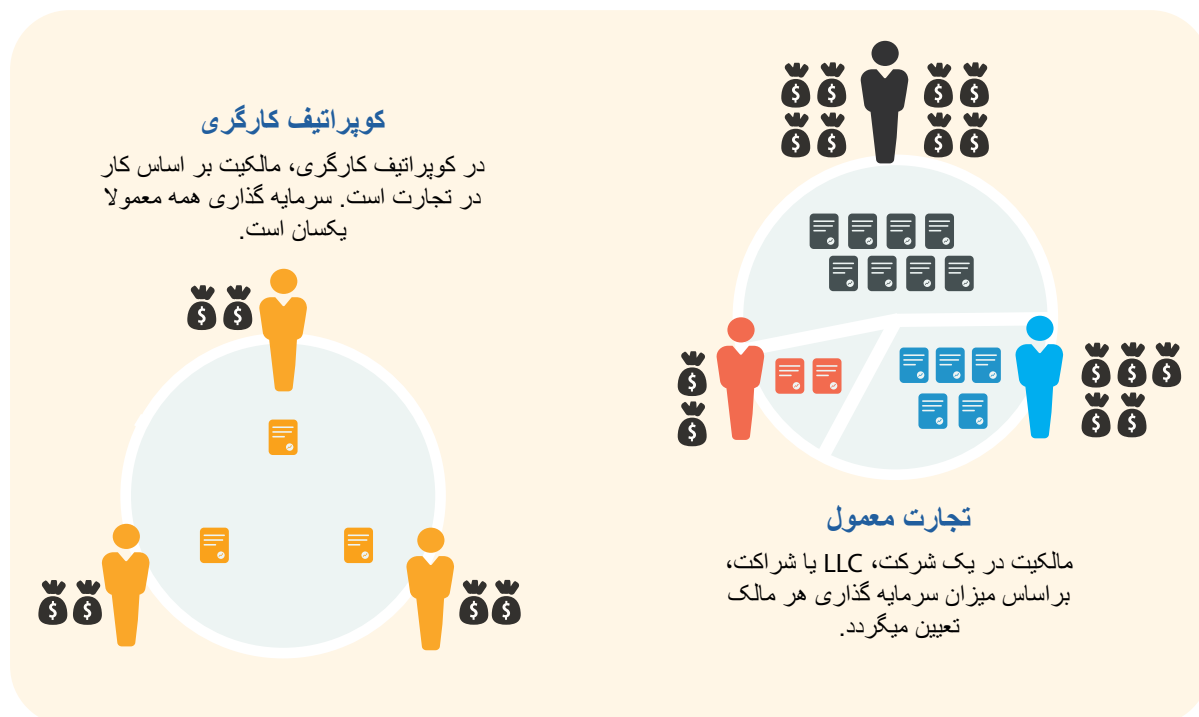 کوپراتیف کارگری
در کوپراتیف کارگری، مالکیت بر اساس کار
در تجارت است. سرمایه گذاری همه معمولا
یکسان است.
تجارت معمول
مالکیت در یک شرکت، LLC یا شراکت،
براساس میزان سرمایه گذاری هر مالک
تعیین میگردد.